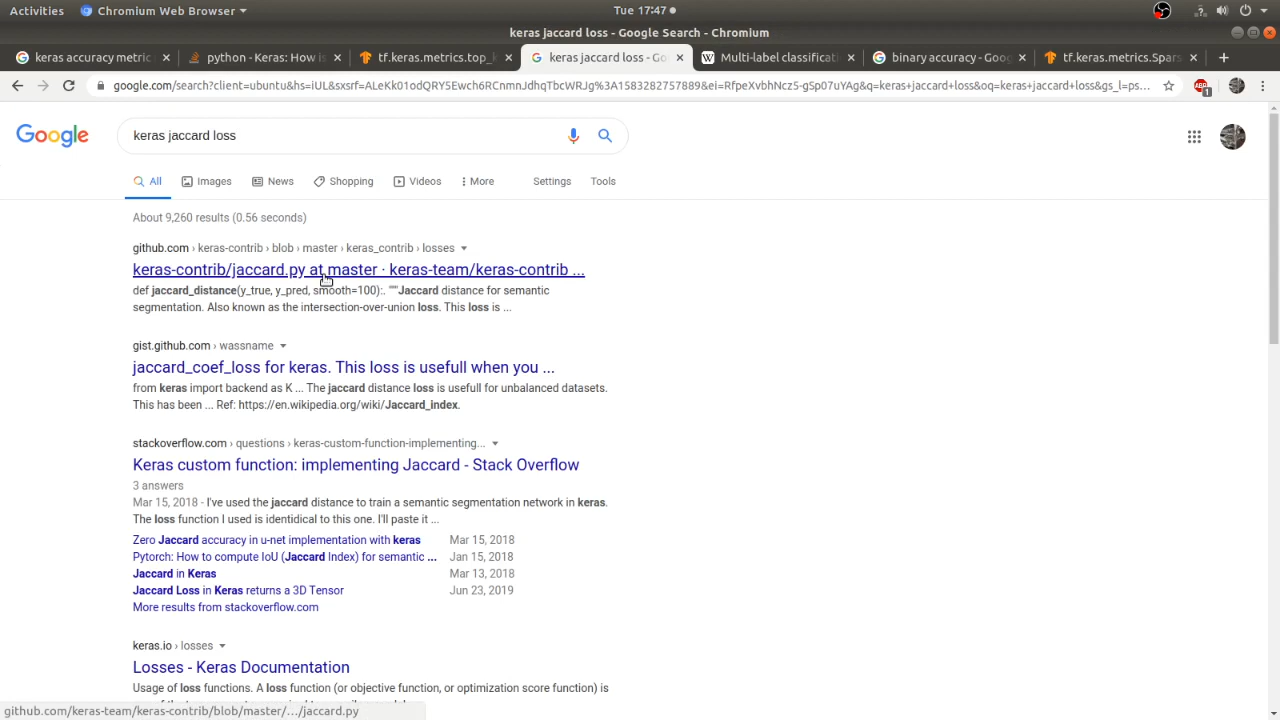 Activities Chromium Web Browser Tue 17:47
keras jaccard loss - Google Search - Chromium
keras accuracy metric python - Keras: How is tf.keras.metrics.top_k keras jaccard loss - Go Multi-label classificati binary accuracy - Goog tf.keras.metrics.Spars
google.com/search?client=ubuntu&hs=iUL&sxsrf=ALeKk01odQRY5Ewch6RCnmnJdhqTbcWRJg%3A1583282757889&ei=RfpeXvbhNcz5-gSp07uYAg&q=keras+jaccard+loss&oq=keras+jaccard+loss&gs_l=ps... ABP 1
Google keras jaccard loss
All Images News Shopping Videos More Settings Tools
About 9,260 results (0.56 seconds)
github.com › keras-contrib › blob › master › keras_contrib › losses
keras-contrib/jaccard.py at master · keras-team/keras-contrib ...
def jaccard_distance(y_true, y_pred, smooth=100):. """Jaccard distance for semantic
segmentation. Also known as the intersection-over-union loss. This loss is ...
gist.github.com › wassname
jaccard_coef_loss for keras. This loss is usefull when you ...
from keras import backend as K ... The jaccard distance loss is usefull for unbalanced datasets.
This has been ... Ref: https://en.wikipedia.org/wiki/Jaccard_index.
stackoverflow.com › questions › keras-custom-function-implementing...
Keras custom function: implementing Jaccard - Stack Overflow
3 answers
Mar 15, 2018 - I've used the jaccard distance to train a semantic segmentation network in keras.
The loss function I used is identidical to this one. I'll paste it ...
Zero Jaccard accuracy in u-net implementation with keras Mar 15, 2018
Pytorch: How to compute IoU (Jaccard Index) for semantic ... Jan 15, 2018
Jaccard in Keras Mar 13, 2018
Jaccard Loss in Keras returns a 3D Tensor Jun 23, 2019
More results from stackoverflow.com
keras.io › losses
Losses - Keras Documentation
Usage of loss functions. A loss function (or objective function, or optimization score function) is
github.com/keras-team/keras-contrib/blob/master/.../jaccard.py